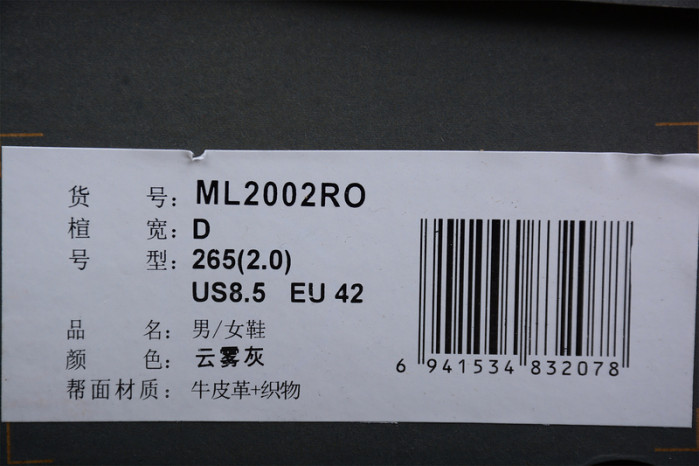 货 号：ML2002RO
楦 宽：D
号 型：265(2.0)
US8.5 EU 42
品 名：男/女鞋
颜 色：云雾灰
帮面材质：牛皮革+织物
6 941534 832078